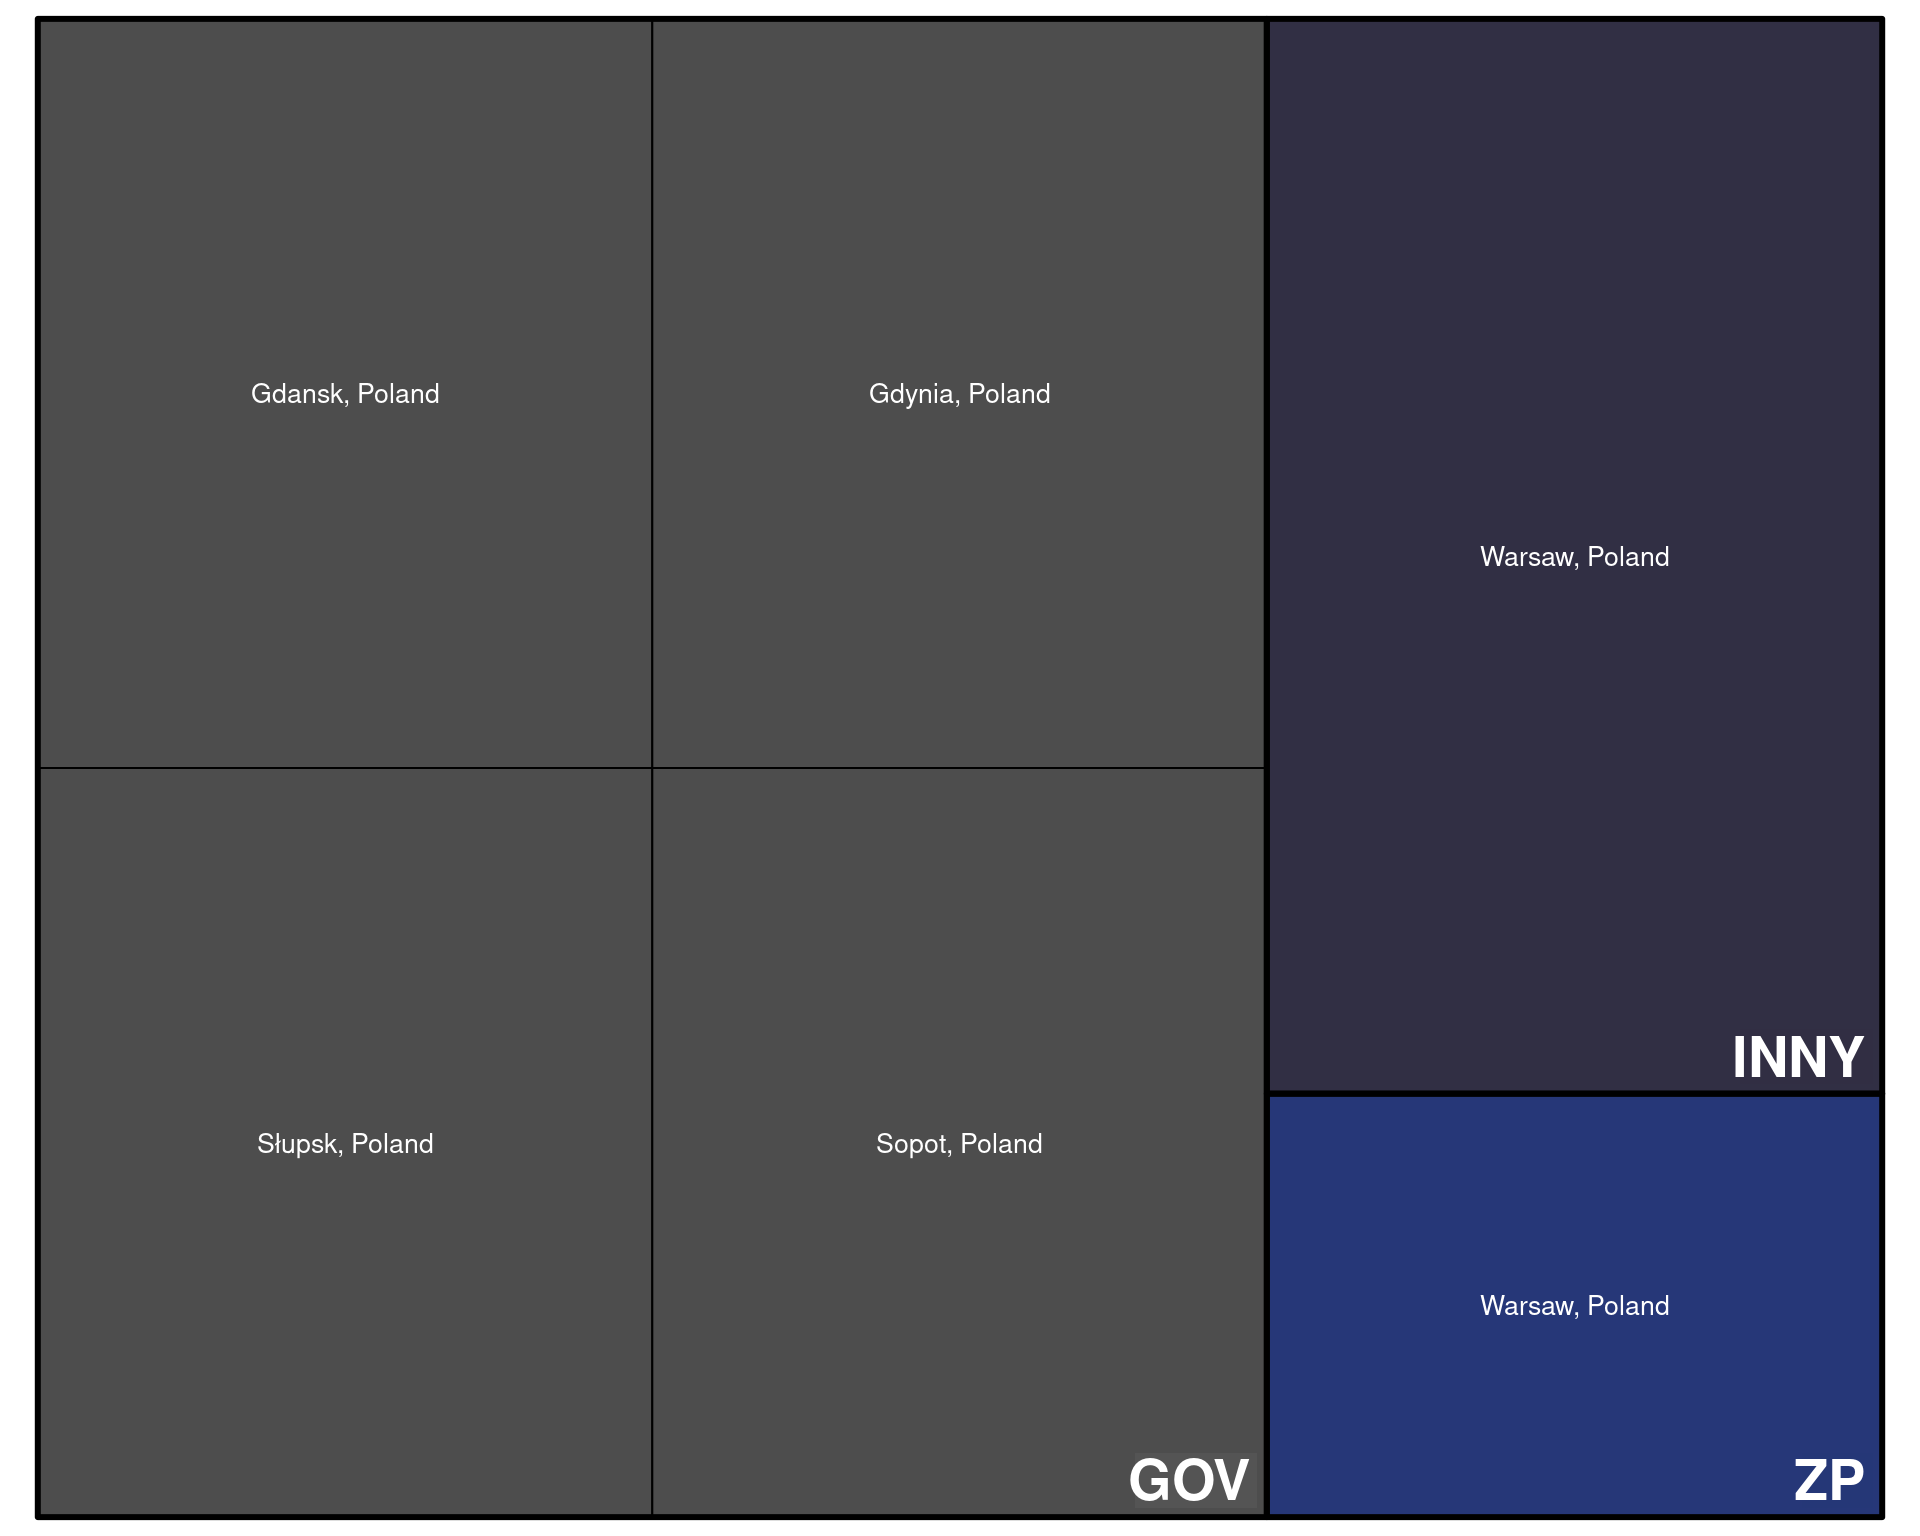 Gdansk, Poland
Gdynia, Poland
Słupsk, Poland
Sopot, Poland
GOV
Warsaw, Poland
INNY
Warsaw, Poland
ZP